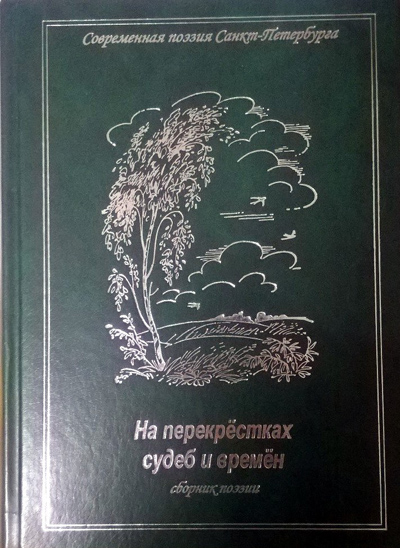 Современная поэзия Санкт-Петербурга
На перекрёстках
судеб и времён
сборник поэзии